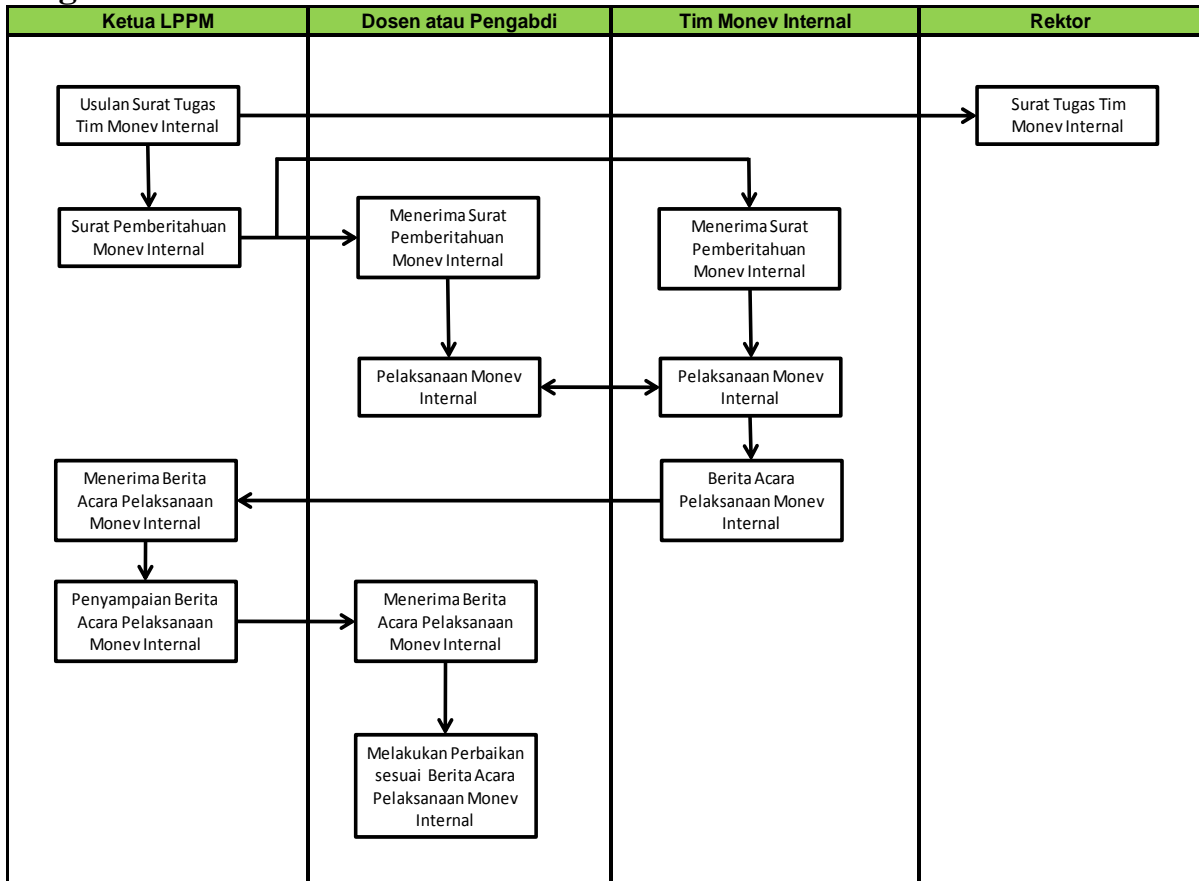 Ketua LPPM
Dosen atau Pengabdi
Tim Monev Internal
Rektor
Usulan Surat Tugas
Tim Monev Internal
Surat Tugas Tim
Monev Internal
Surat Pemberitahuan
Monev Internal
Menerima Surat
Pemberitahuan
Monev Internal
Menerima Surat
Pemberitahuan
Monev Internal
Pelaksanaan Monev
Internal
Pelaksanaan Monev
Internal
Menerima Berita
Acara Pelaksanaan
Monev Internal
Berita Acara
Pelaksanaan Monev
Internal
Penyampaian Berita
Acara Pelaksanaan
Monev Internal
Menerima Berita
Acara Pelaksanaan
Monev Internal
Melakukan Perbaikan
sesuai Berita Acara
Pelaksanaan Monev
Internal